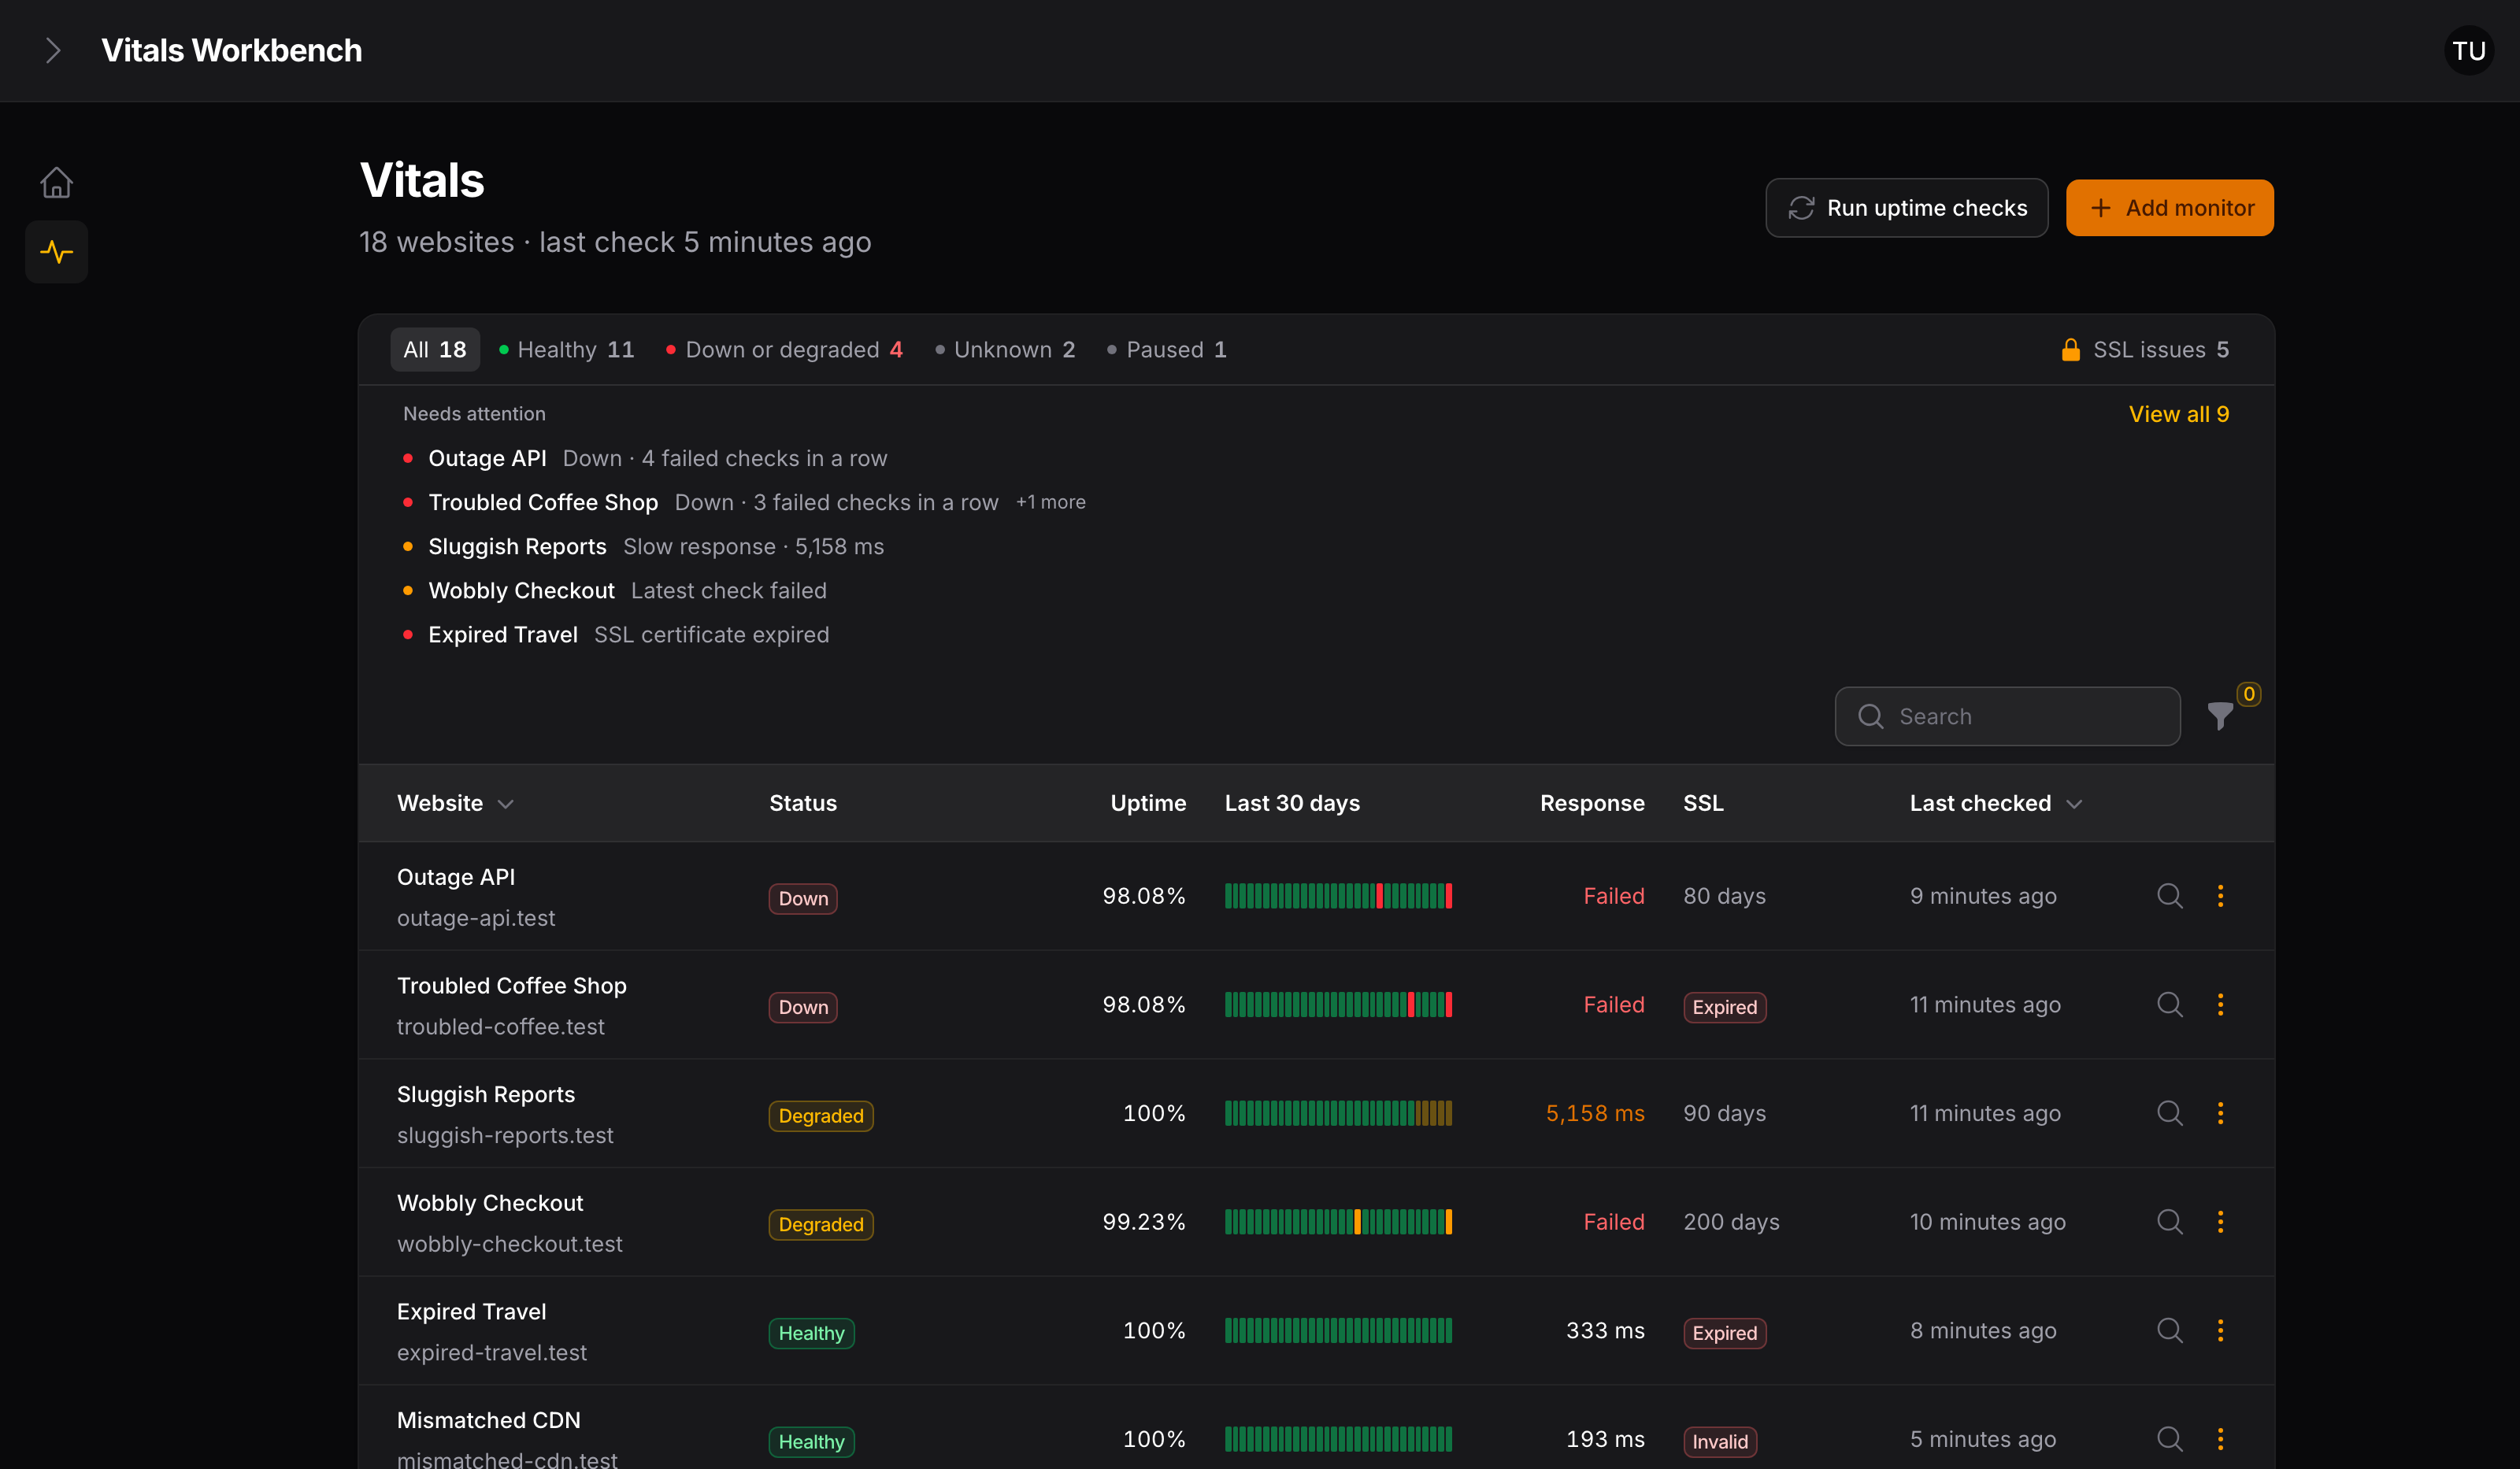 Vitals Workbench
TU
Vitals
18 websites · last check 5 minutes ago
Run uptime checks
Add monitor
All 18 Healthy 11 Down or degraded 4 Unknown 2 Paused 1 SSL issues 5
Needs attention View all 9
Outage API Down · 4 failed checks in a row
Troubled Coffee Shop Down · 3 failed checks in a row +1 more
Sluggish Reports Slow response · 5,158 ms
Wobbly Checkout Latest check failed
Expired Travel SSL certificate expired
Search
0
Website Status Uptime Last 30 days Response SSL Last checked
Outage API
outage-api.test
Down 98.08% Failed 80 days 9 minutes ago
Troubled Coffee Shop
troubled-coffee.test
Down 98.08% Failed Expired 11 minutes ago
Sluggish Reports
sluggish-reports.test
Degraded 100% 5,158 ms 90 days 11 minutes ago
Wobbly Checkout
wobbly-checkout.test
Degraded 99.23% Failed 200 days 10 minutes ago
Expired Travel
expired-travel.test
Healthy 100% 333 ms Expired 8 minutes ago
Mismatched CDN
mismatched-cdn.test
Healthy 100% 193 ms Invalid 5 minutes ago